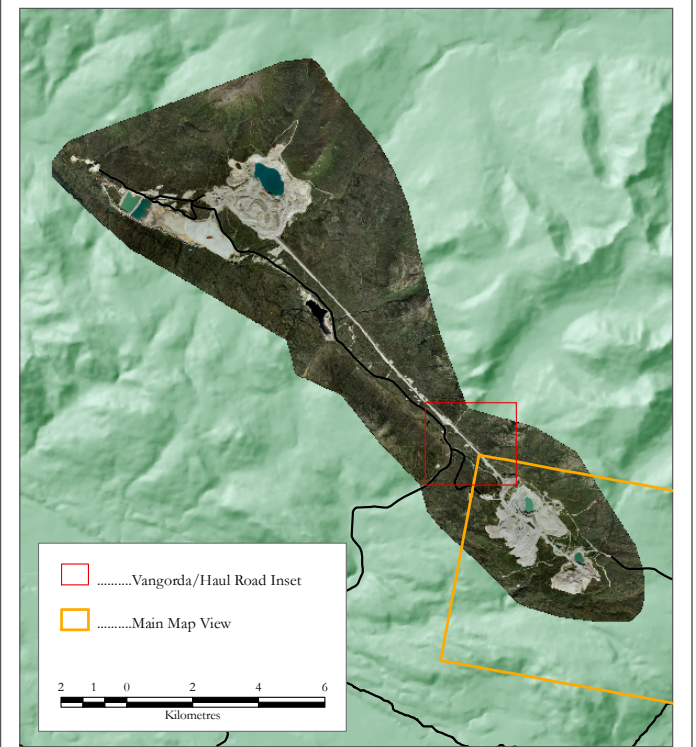 ..........Vangorda/Haul Road Inset
..........Main Map View
2 1 0 2 4 6
Kilometres